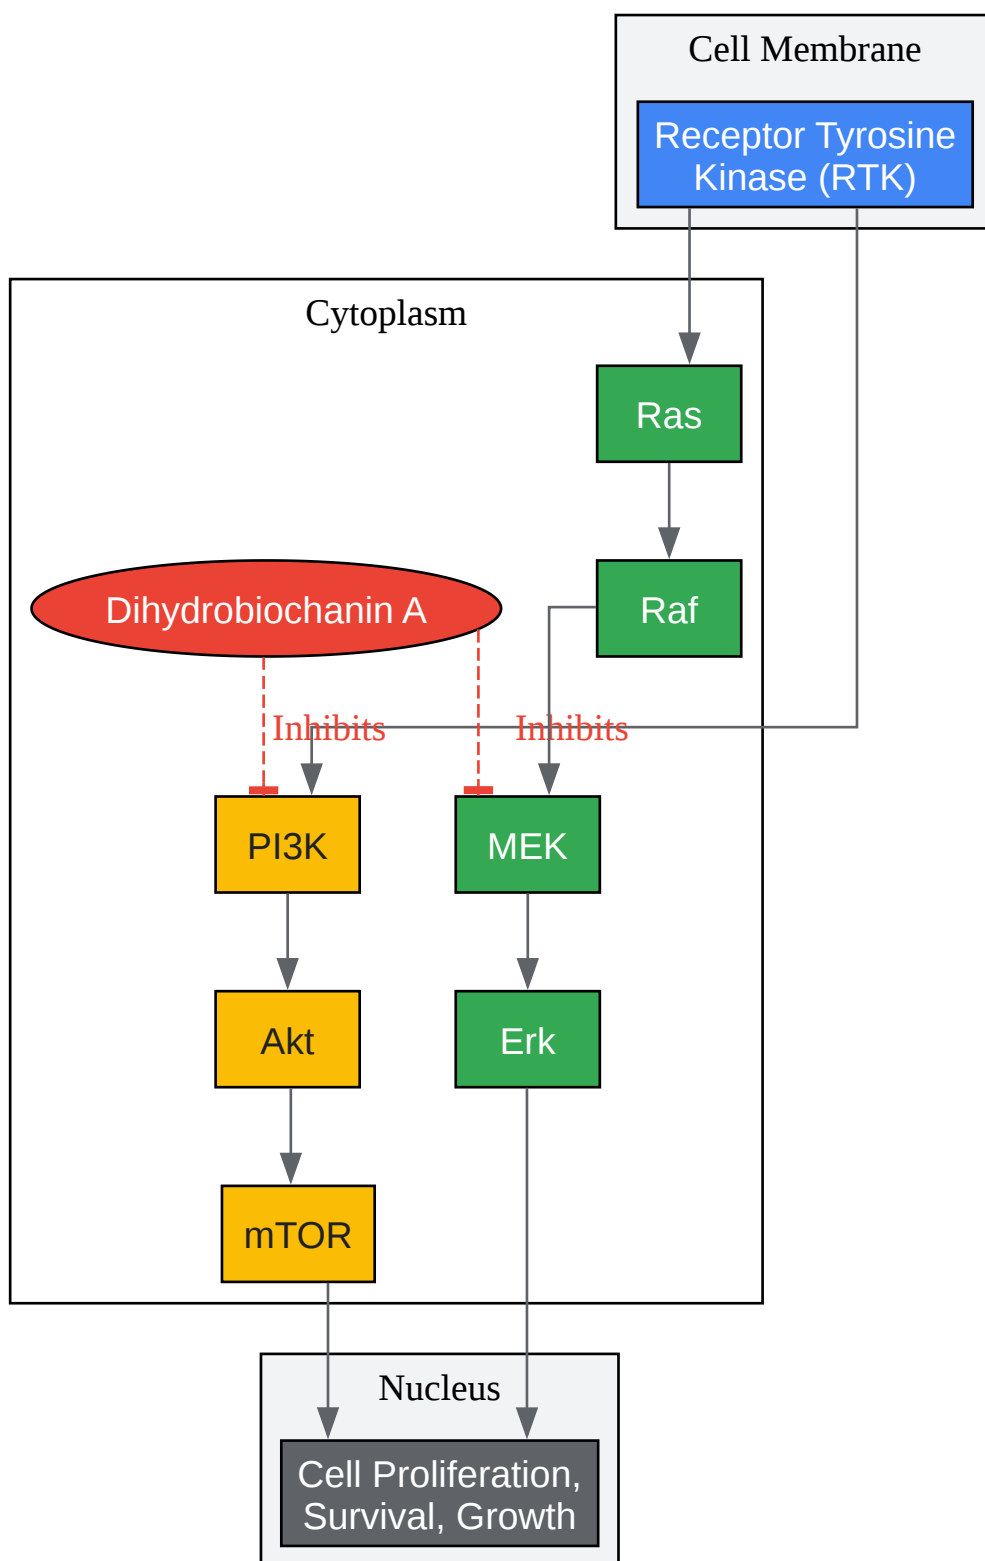 Cell Membrane
Receptor Tyrosine
Kinase (RTK)
Cytoplasm
Ras
Dihydrobiochanin A
Raf
Inhibits
Inhibits
PI3K
MEK
Akt
Erk
mTOR
Nucleus
Cell Proliferation,
Survival, Growth